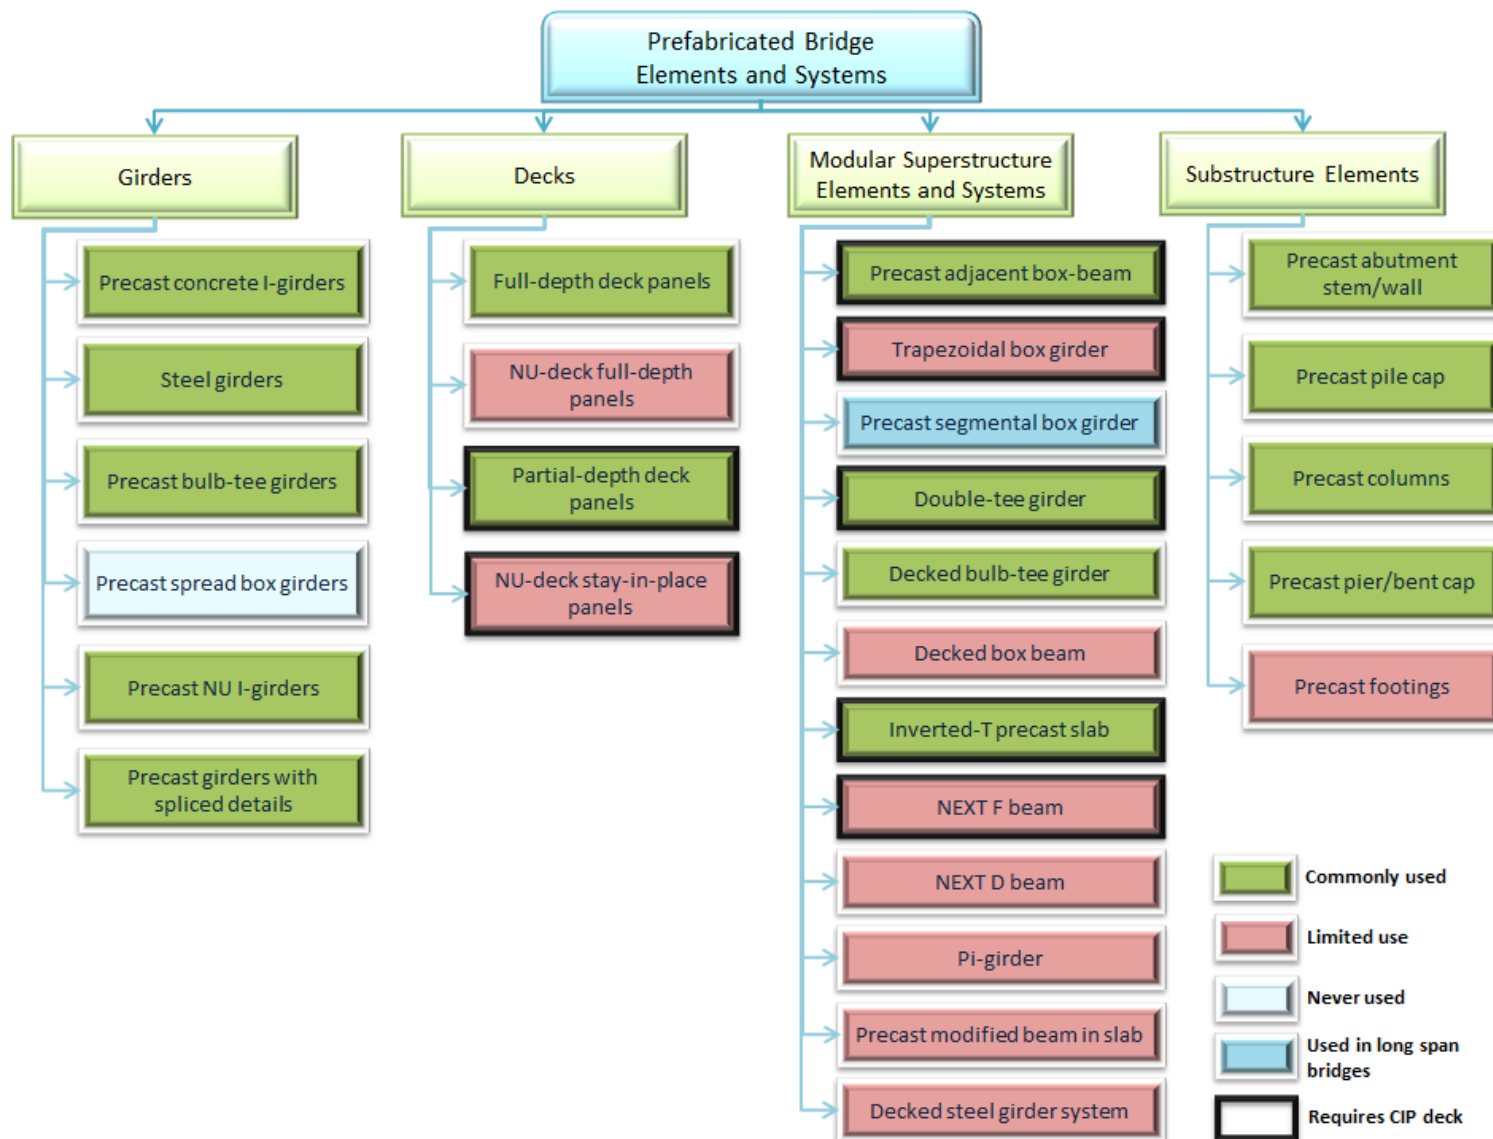 Prefabricated Bridge
Elements and Systems
Girders
Precast concrete I-girders
Steel girders
Precast bulb-tee girders
Precast spread box girders
Precast NU I-girders
Precast girders with
spliced details
Decks
Full-depth deck panels
NU-deck full-depth
panels
Partial-depth deck
panels
NU-deck stay-in-place
panels
Modular Superstructure
Elements and Systems
Precast adjacent box-beam
Trapezoidal box girder
Precast segmental box girder
Double-tee girder
Decked bulb-tee girder
Decked box beam
Inverted-T precast slab
NEXT F beam
NEXT D beam
Pi-girder
Precast modified beam in slab
Decked steel girder system
Substructure Elements
Precast abutment
stem/wall
Precast pile cap
Precast columns
Precast pier/bent cap
Precast footings
Commonly used
Limited use
Never used
Used in long span
bridges
Requires CIP deck